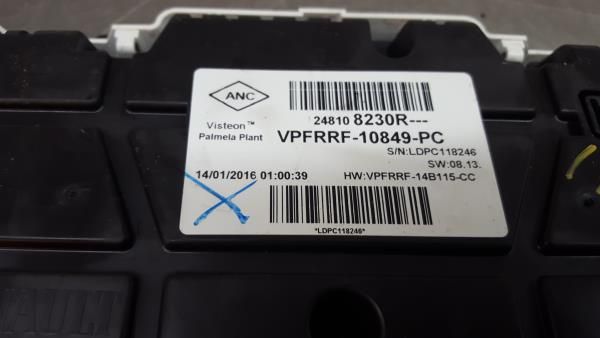 ANC
24810 8230R---
Visteon™
Palmela Plant
VPFRRF-10849-PC
S/N:LDPC118246
SW:08.13.
14/01/2016 01:00:39
HW:VPFRRF-14B115-CC
*LDPC118246*